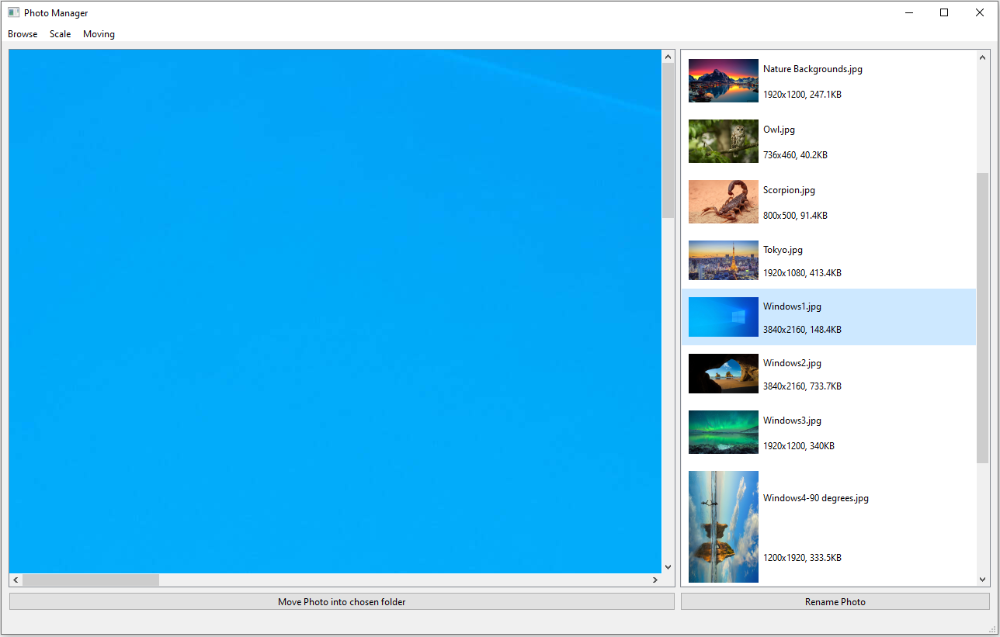 Photo Manager
Browse Scale Moving
Nature Backgrounds.jpg
1920x1200, 247.1KB
Owl.jpg
736x460, 40.2KB
Scorpion.jpg
800x500, 91.4KB
Tokyo.jpg
1920x1080, 413.4KB
Windows1.jpg
3840x2160, 148.4KB
Windows2.jpg
3840x2160, 733.7KB
Windows3.jpg
1920x1200, 340KB
Windows4-90 degrees.jpg
1200x1920, 333.5KB
Move Photo into chosen folder
Rename Photo